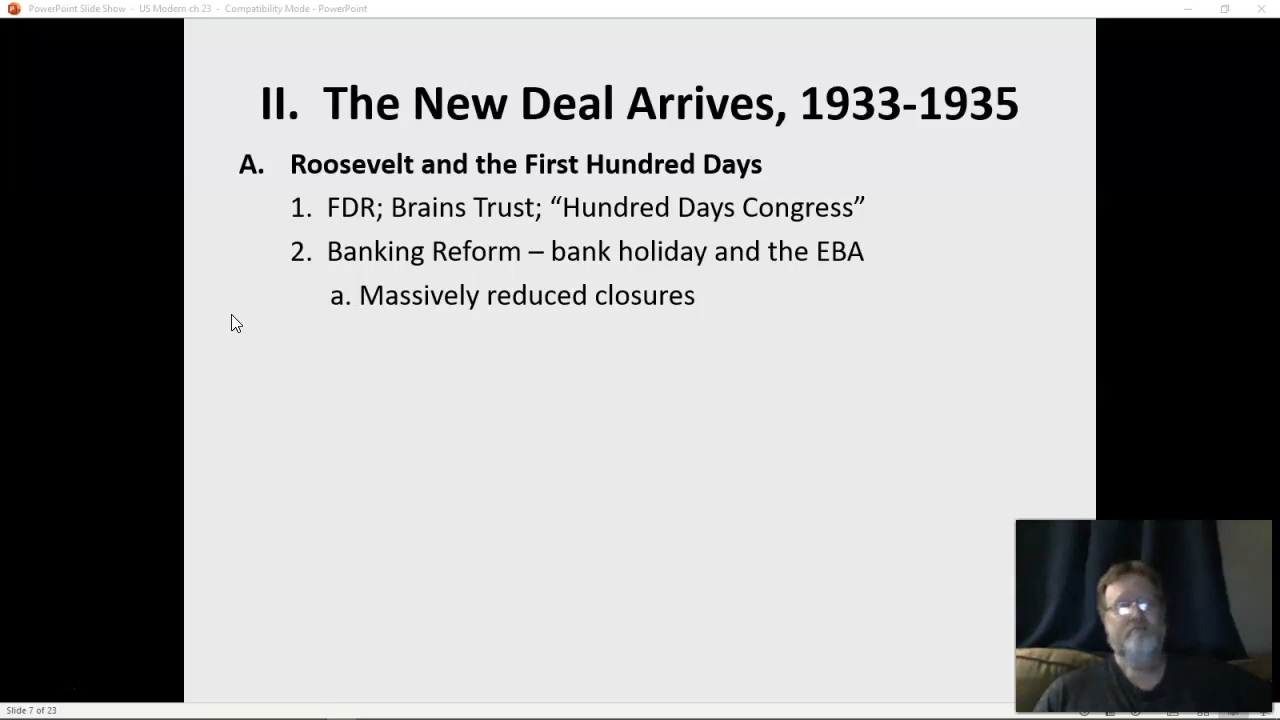 PowerPoint Slide Show - US Modern ch 23 - Compatibility Mode - PowerPoint
II. The New Deal Arrives, 1933-1935
A. Roosevelt and the First Hundred Days
1. FDR; Brains Trust; “Hundred Days Congress”
2. Banking Reform – bank holiday and the EBA
a. Massively reduced closures
Slide 7 of 23